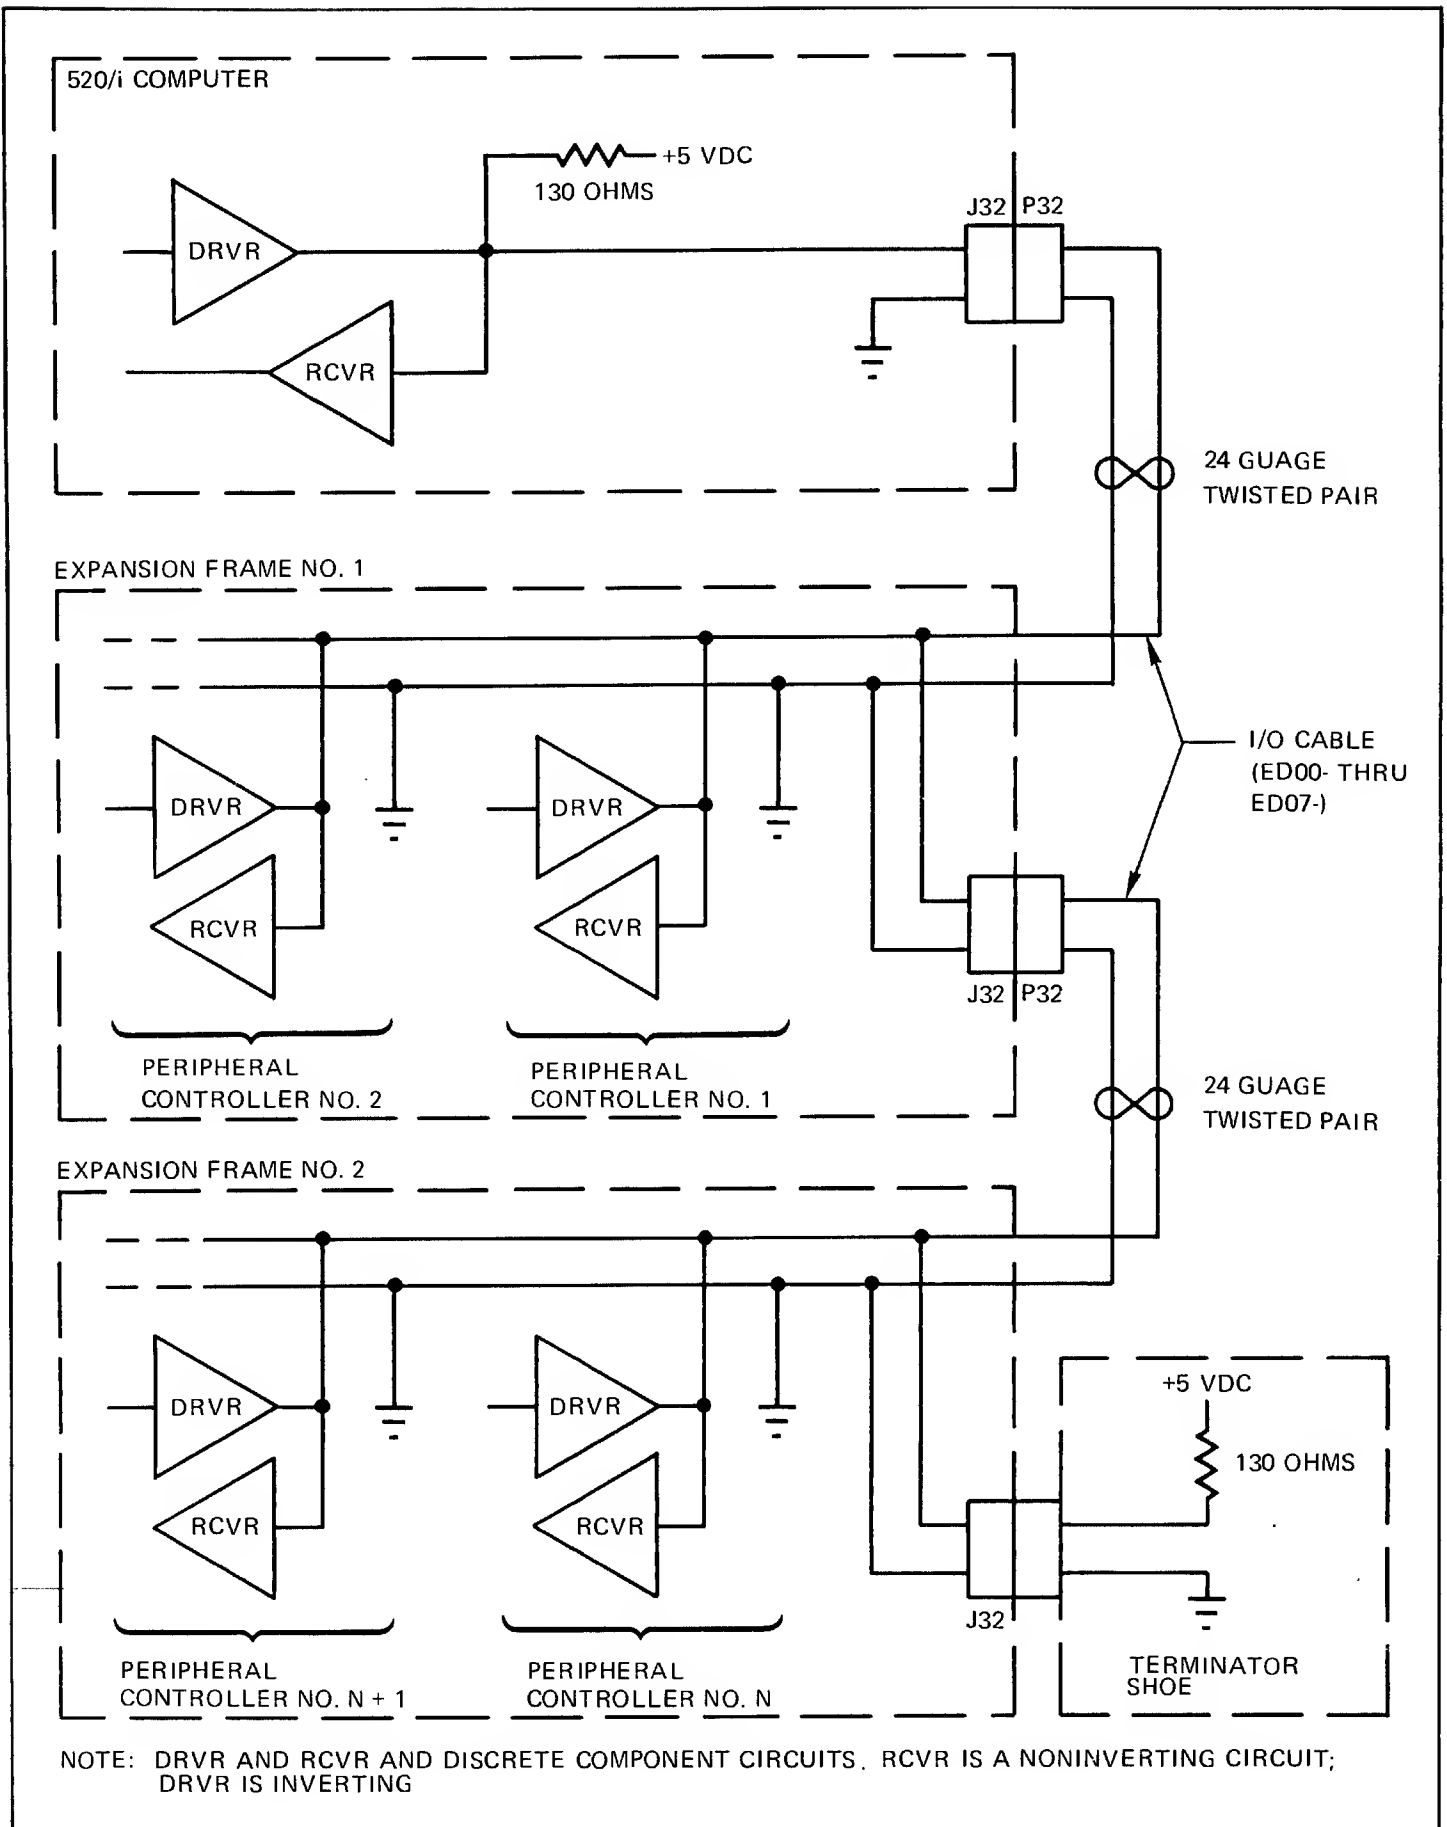 520/i COMPUTER
+5 VDC
130 OHMS
DRVR
RCVR
J32 P32
24 GUAGE
TWISTED PAIR
EXPANSION FRAME NO. 1
DRVR
DRVR
RCVR
RCVR
I/O CABLE
(ED00- THRU
ED07-)
J32 P32
PERIPHERAL
CONTROLLER NO. 2
PERIPHERAL
CONTROLLER NO. 1
24 GUAGE
TWISTED PAIR
EXPANSION FRAME NO. 2
DRVR
DRVR
RCVR
RCVR
+5 VDC
130 OHMS
J32
TERMINATOR
SHOE
PERIPHERAL
CONTROLLER NO. N + 1
PERIPHERAL
CONTROLLER NO. N
NOTE: DRVR AND RCVR AND DISCRETE COMPONENT CIRCUITS. RCVR IS A NONINVERTING CIRCUIT;
DRVR IS INVERTING